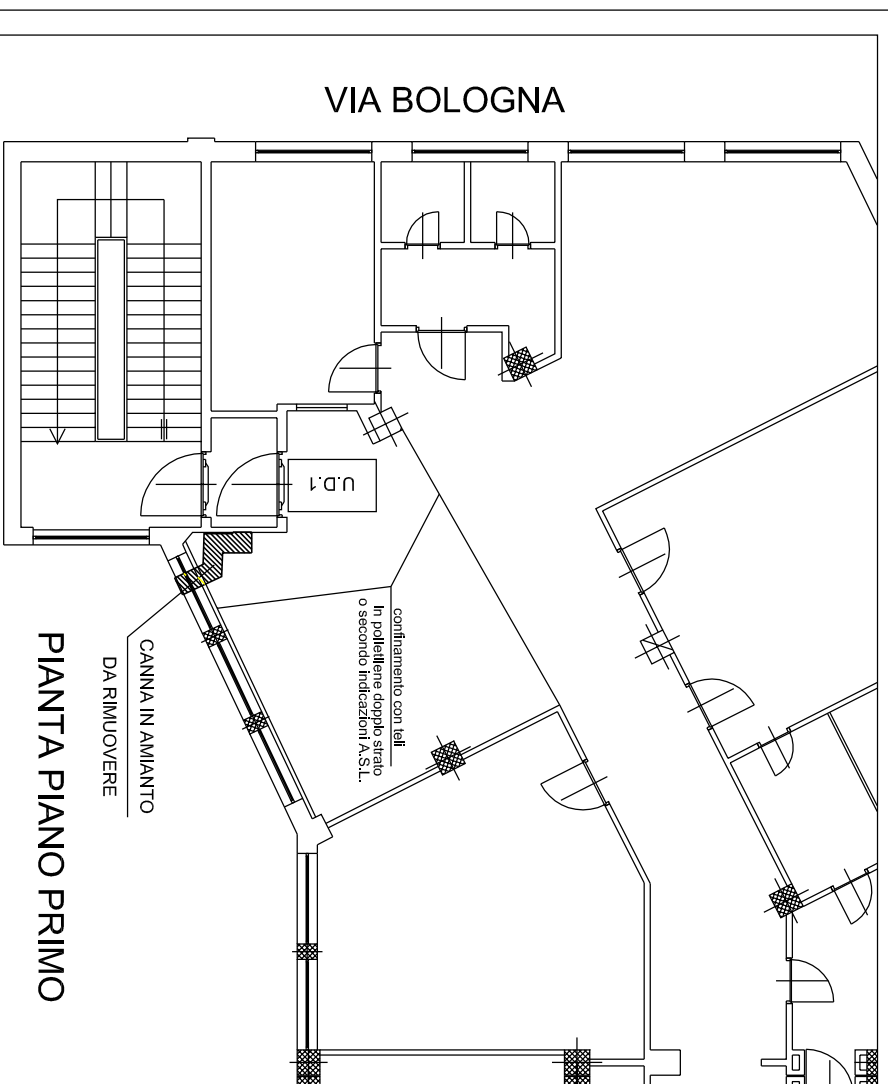 VIA BOLOGNA
U.D.1
confinamento con teli
in polietilene doppio strato
o secondo indicazioni A.S.L.
CANNA IN AMIANTO
DA RIMUOVERE
PIANTA PIANO PRIMO